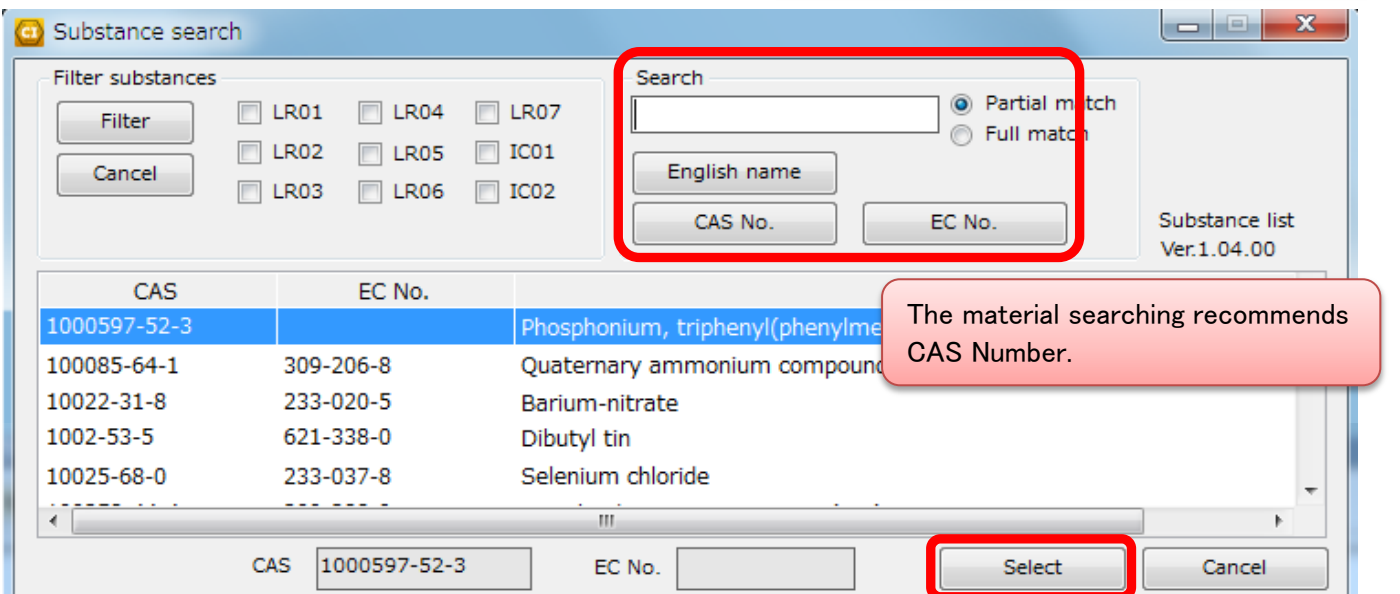 Substance search
Filter substances
Filter
Cancel
LR01 LR04 LR07
LR02 LR05 IC01
LR03 LR06 IC02
Search
Partial match
Full match
English name
CAS No. EC No.
Substance list
Ver.1.04.00
CAS EC No.
1000597-52-3 Phosphonium, triphenyl(phenylme
100085-64-1 309-206-8 Quaternary ammonium compound
10022-31-8 233-020-5 Barium-nitrate
1002-53-5 621-338-0 Dibutyl tin
10025-68-0 233-037-8 Selenium chloride
The material searching recommends
CAS Number.
CAS 1000597-52-3 EC No. Select Cancel